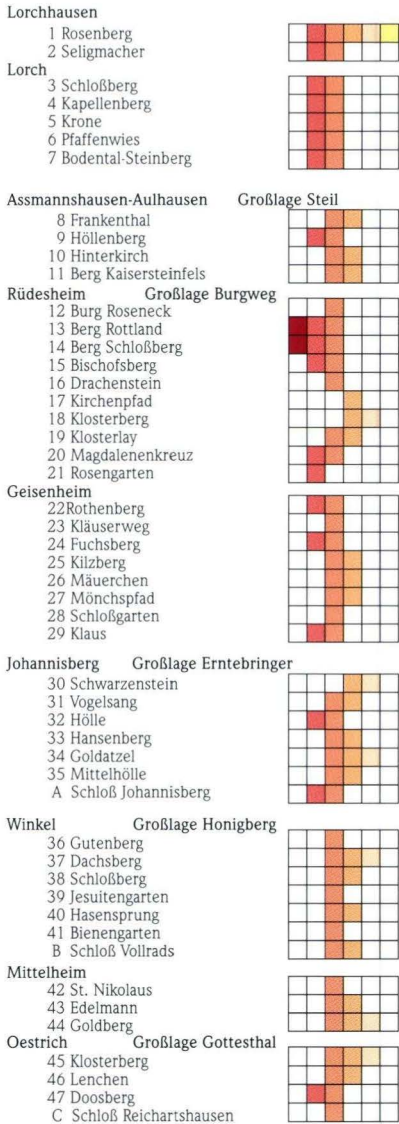 Lorchhausen
1 Rosenberg
2 Seligmacher
Lorch
3 Schloßberg
4 Kapellenberg
5 Krone
6 Pfaffenwies
7 Bodental-Steinberg
Assmannshausen-Aulhausen Großlage Steil
8 Frankenthal
9 Höllenberg
10 Hinterkirch
11 Berg Kaisersteinfels
Rüdesheim Großlage Burgweg
12 Burg Roseneck
13 Berg Rottland
14 Berg Schloßberg
15 Bischofsberg
16 Drachenstein
17 Kirchenpfad
18 Klosterberg
19 Klosterlay
20 Magdalenenkreuz
21 Rosengarten
Geisenheim
22Rothenberg
23 Kläuserweg
24 Fuchsberg
25 Kilzberg
26 Mäuerchen
27 Mönchspfad
28 Schloßgarten
29 Klaus
Johannisberg Großlage Erntebringer
30 Schwarzenstein
31 Vogelsang
32 Hölle
33 Hansenberg
34 Goldatzel
35 Mittelhölle
A Schloß Johannisberg
Winkel Großlage Honigberg
36 Gutenberg
37 Dachsberg
38 Schloßberg
39 Jesuitengarten
40 Hasensprung
41 Bienengarten
B Schloß Vollrads
Mittelheim
42 St. Nikolaus
43 Edelmann
44 Goldberg
Oestrich Großlage Gottesthal
45 Klosterberg
46 Lenchen
47 Doosberg
C Schloß Reichartshausen